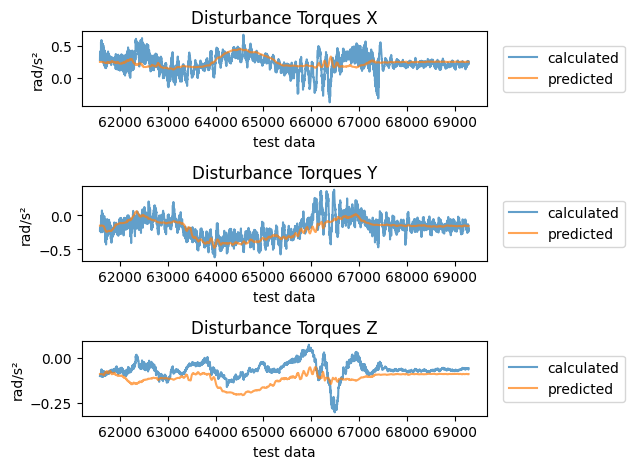 Disturbance Torques X
rad/s²
0.5
0.0
62000 63000 64000 65000 66000 67000 68000 69000
test data
calculated
predicted
Disturbance Torques Y
rad/s²
0.0
−0.5
62000 63000 64000 65000 66000 67000 68000 69000
test data
calculated
predicted
Disturbance Torques Z
rad/s²
0.00
−0.25
62000 63000 64000 65000 66000 67000 68000 69000
test data
calculated
predicted